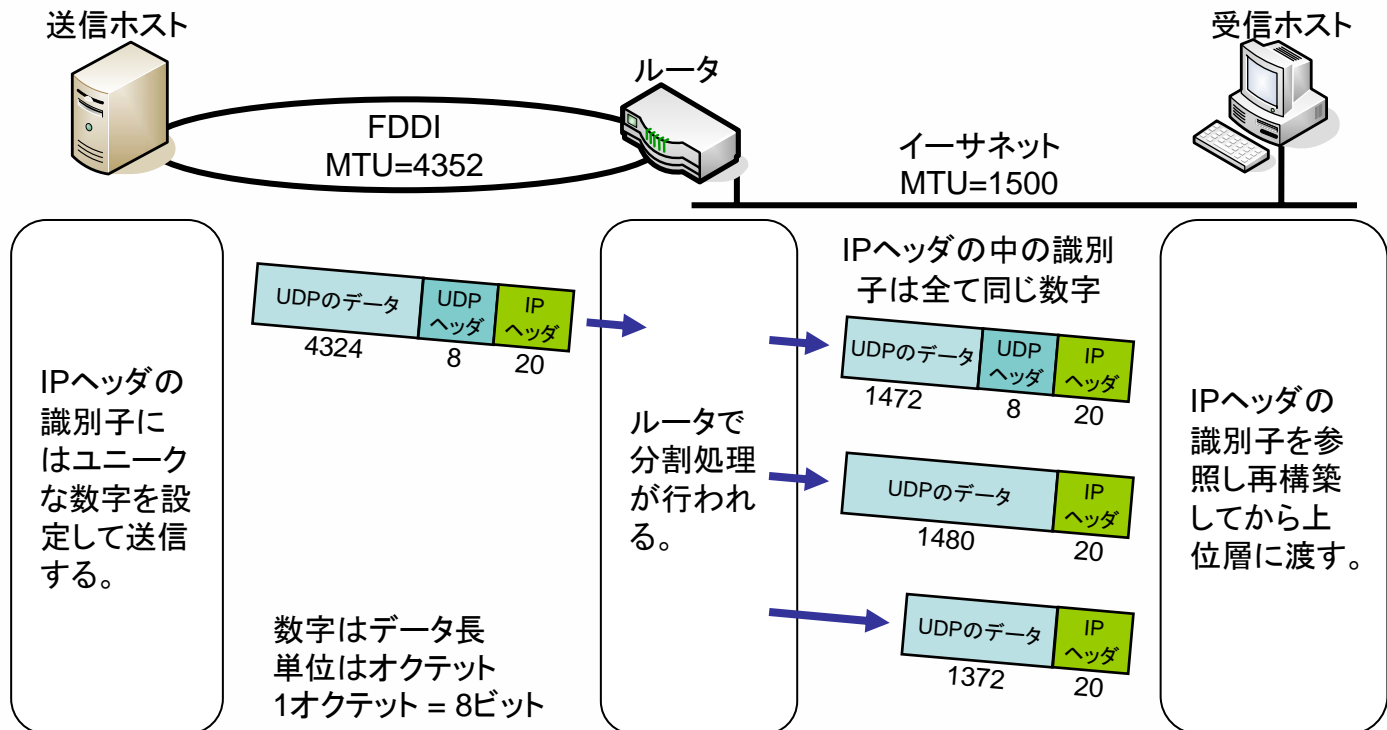 送信ホスト
ルータ
受信ホスト
FDDI
MTU=4352
イーサネット
MTU=1500
IPヘッダの
識別子に
はユニーク
な数字を設
定して送信
する。
UDPのデータ
UDP
ヘッダ
IP
ヘッダ
4324
8
20
数字はデータ長
単位はオクテット
1オクテット = 8ビット
ルータで
分割処理
が行われ
る。
IPヘッダの中の識別
子は全て同じ数字
UDPのデータ
UDP
ヘッダ
IP
ヘッダ
1472
8
20
UDPのデータ
IP
ヘッダ
1480
20
UDPのデータ
IP
ヘッダ
1372
20
IPヘッダの
識別子を参
照し再構築
してから上
位層に渡す。